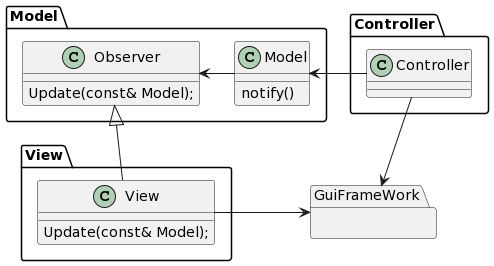 Model
Controller
C Observer
Update(const& Model);
C Model
notify()
C Controller
View
C View
Update(const& Model);
GuiFrameWork